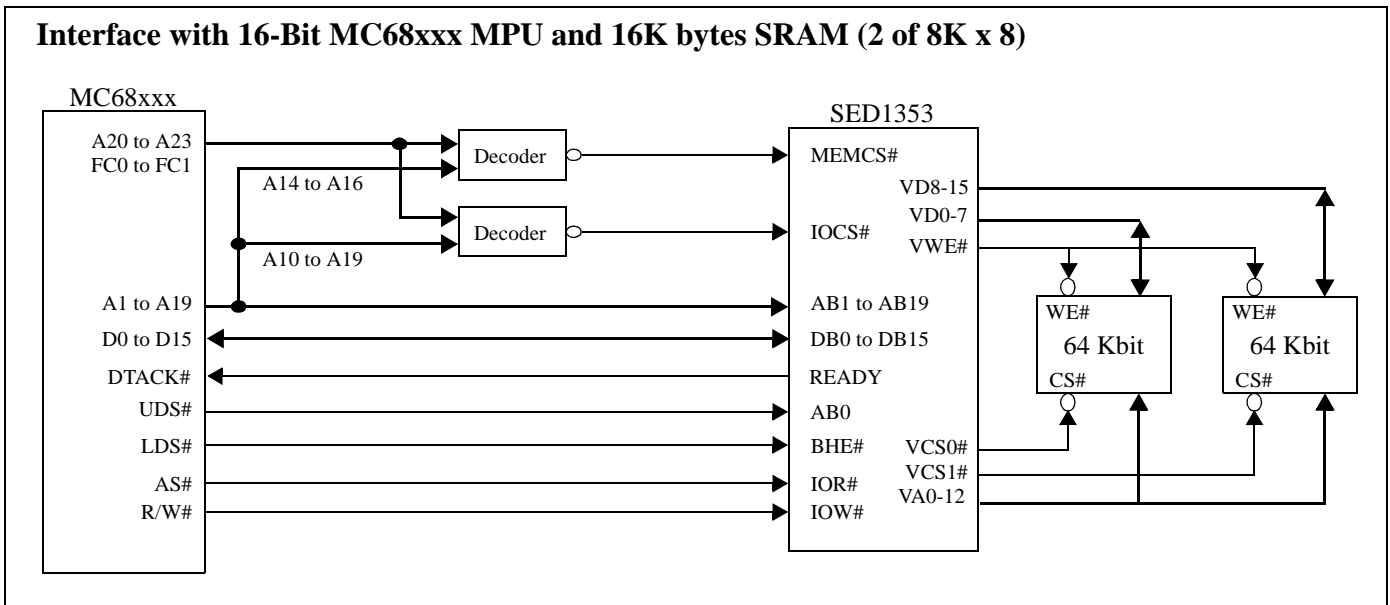 Interface with 16-Bit MC68xxx MPU and 16K bytes SRAM (2 of 8K x 8)
MC68xxx
A20 to A23
FC0 to FC1
A1 to A19
D0 to D15
DTACK#
UDS#
LDS#
AS#
R/W#
A14 to A16
A10 to A19
Decoder
Decoder
SED1353
MEMCS#
IOCS#
AB1 to AB19
DB0 to DB15
READY
AB0
BHE#
IOR#
IOW#
VD8-15
VD0-7
VWE#
VCS0#
VCS1#
VA0-12
WE#
64 Kbit
CS#
WE#
64 Kbit
CS#